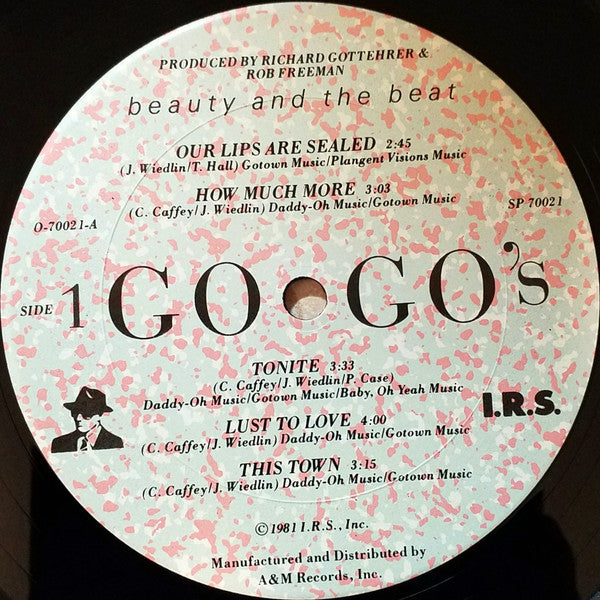 PRODUCED BY RICHARD GOTTEHRER &
ROB FREEMAN
beauty and the beat
OUR LIPS ARE SEALED 2:45
(J. Wiedlin/T. Hall) Gotown Music/Plangent Visions Music
HOW MUCH MORE 3:03
(C. Caffey/J. Wiedlin) Daddy-Oh Music/Gotown Music
O-70021-A
SP 70021
SIDE 1
GO GO's
TONITE 3:33
(C. Caffey/J. Wiedlin/P. Case)
Daddy-Oh Music/Gotown Music/Baby, Oh Yeah Music
I.R.S.
LUST TO LOVE 4:00
(C. Caffey/J. Wiedlin) Daddy-Oh Music/Gotown Music
THIS TOWN 3:15
(C. Caffey/J. Wiedlin) Daddy-Oh Music/Gotown Music
©1981 I.R.S., Inc.
Manufactured and Distributed by
A&M Records, Inc.